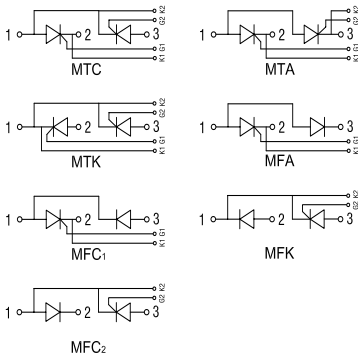 1 2 3 K2 G2 G1 K1
MTC
1 2 3 K2 G2 G1 K1
MTA
1 2 3 K2 G2 G1 K1
MTK
1 2 3 G1 K1
MFA
1 2 3 G1 K1
MFC1
1 2 3 K2 G2
MFK
1 2 3 K2 G2
MFC2